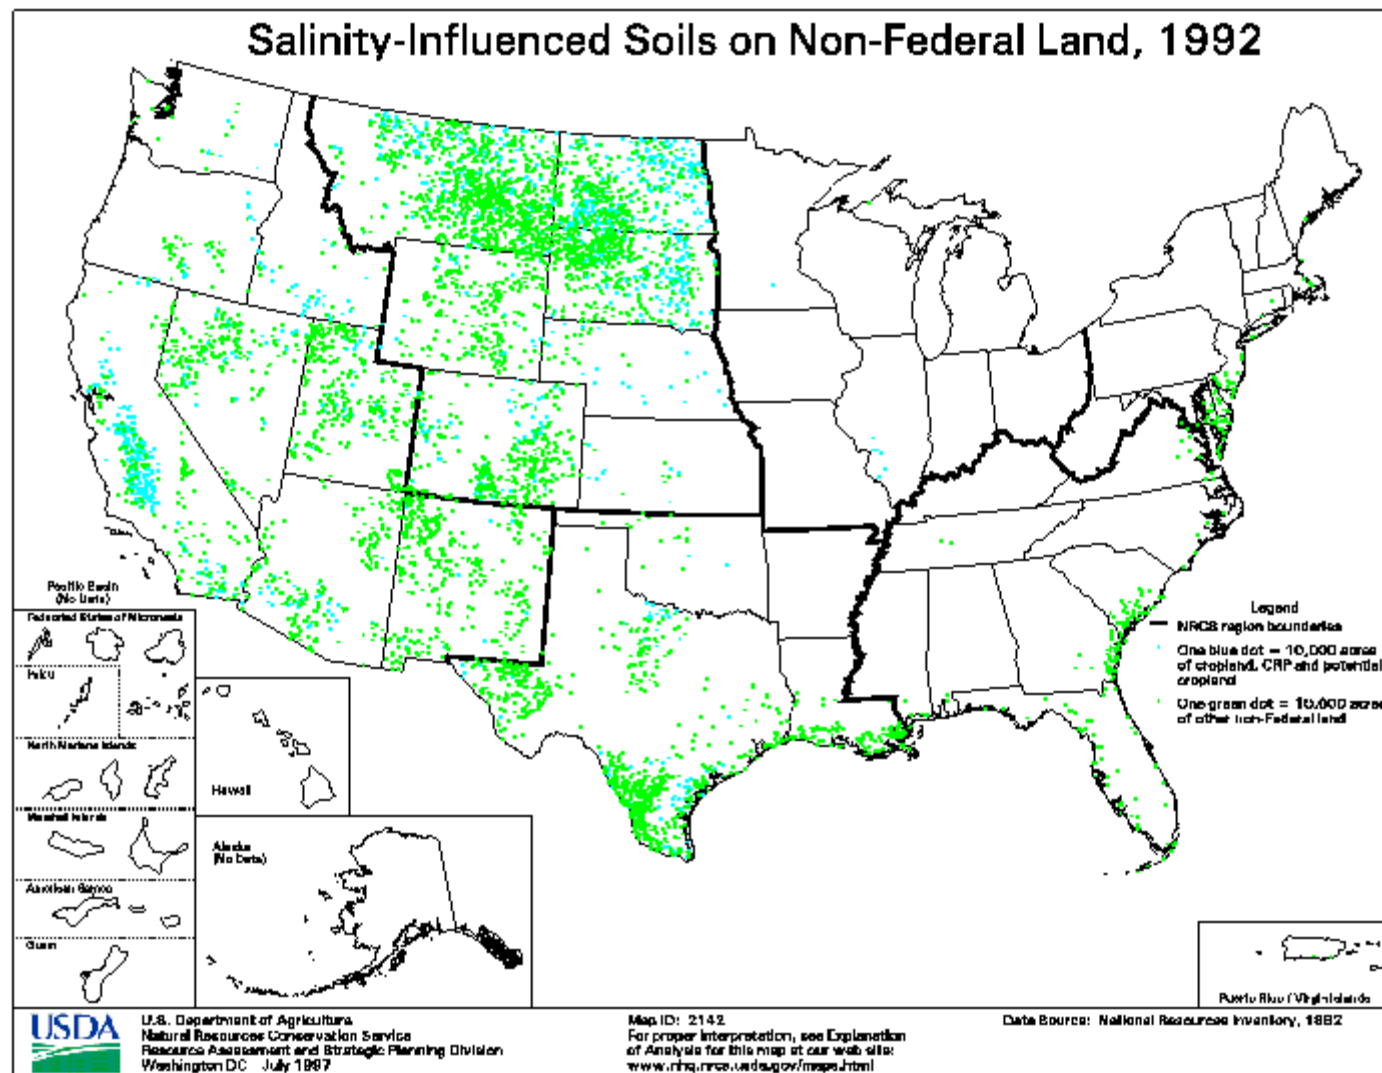 Salinity-Influenced Soils on Non-Federal Land, 1992
Pacific Basin
(No Data)
Federated States of Micronesia
Palau
North Mariana Islands
Marshall Islands
American Samoa
Guam
Hawaii
Alaska
(No Data)
Legend
NRCS region boundaries
One blue dot = 10,000 acres
of cropland, CRP and potential
cropland
One green dot = 10,000 acres
of other non-Federal land
Puerto Rico / Virgin Islands
USDA
U.S. Department of Agriculture
Natural Resources Conservation Service
Resource Assessment and Strategic Planning Division
Washington DC July 1997
Map ID: 2142
For proper interpretation, see Explanation
of Analysis for this map at our web site:
www.nhq.nrcs.usda.gov/maps.html
Data Source: National Resources Inventory, 1992